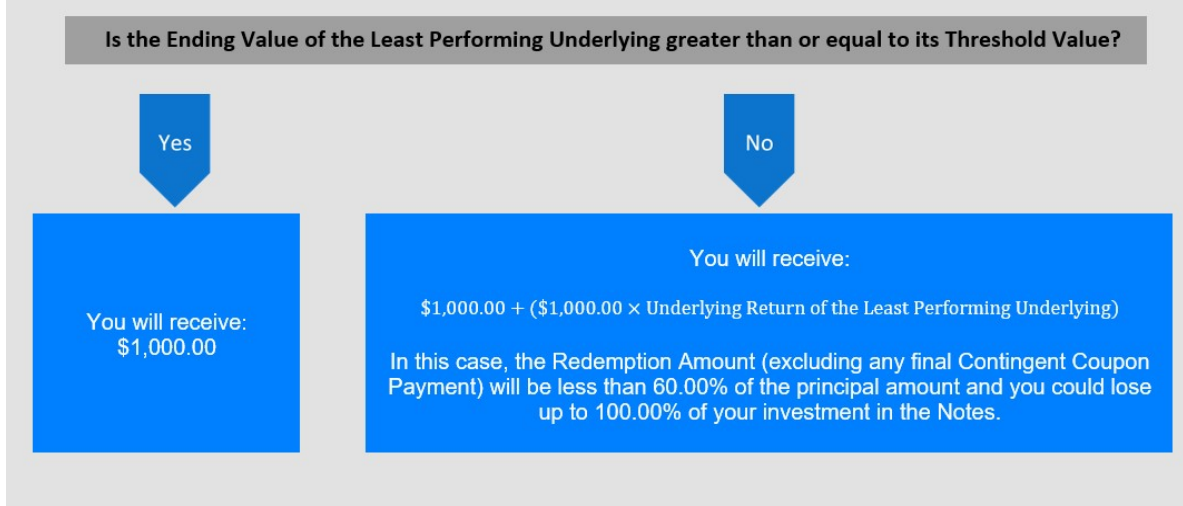 Is the Ending Value of the Least Performing Underlying greater than or equal to its Threshold Value?
Yes
No
You will receive:
$1,000.00
You will receive:
$1,000.00 + ($1,000.00 × Underlying Return of the Least Performing Underlying)
In this case, the Redemption Amount (excluding any final Contingent Coupon
Payment) will be less than 60.00% of the principal amount and you could lose
up to 100.00% of your investment in the Notes.